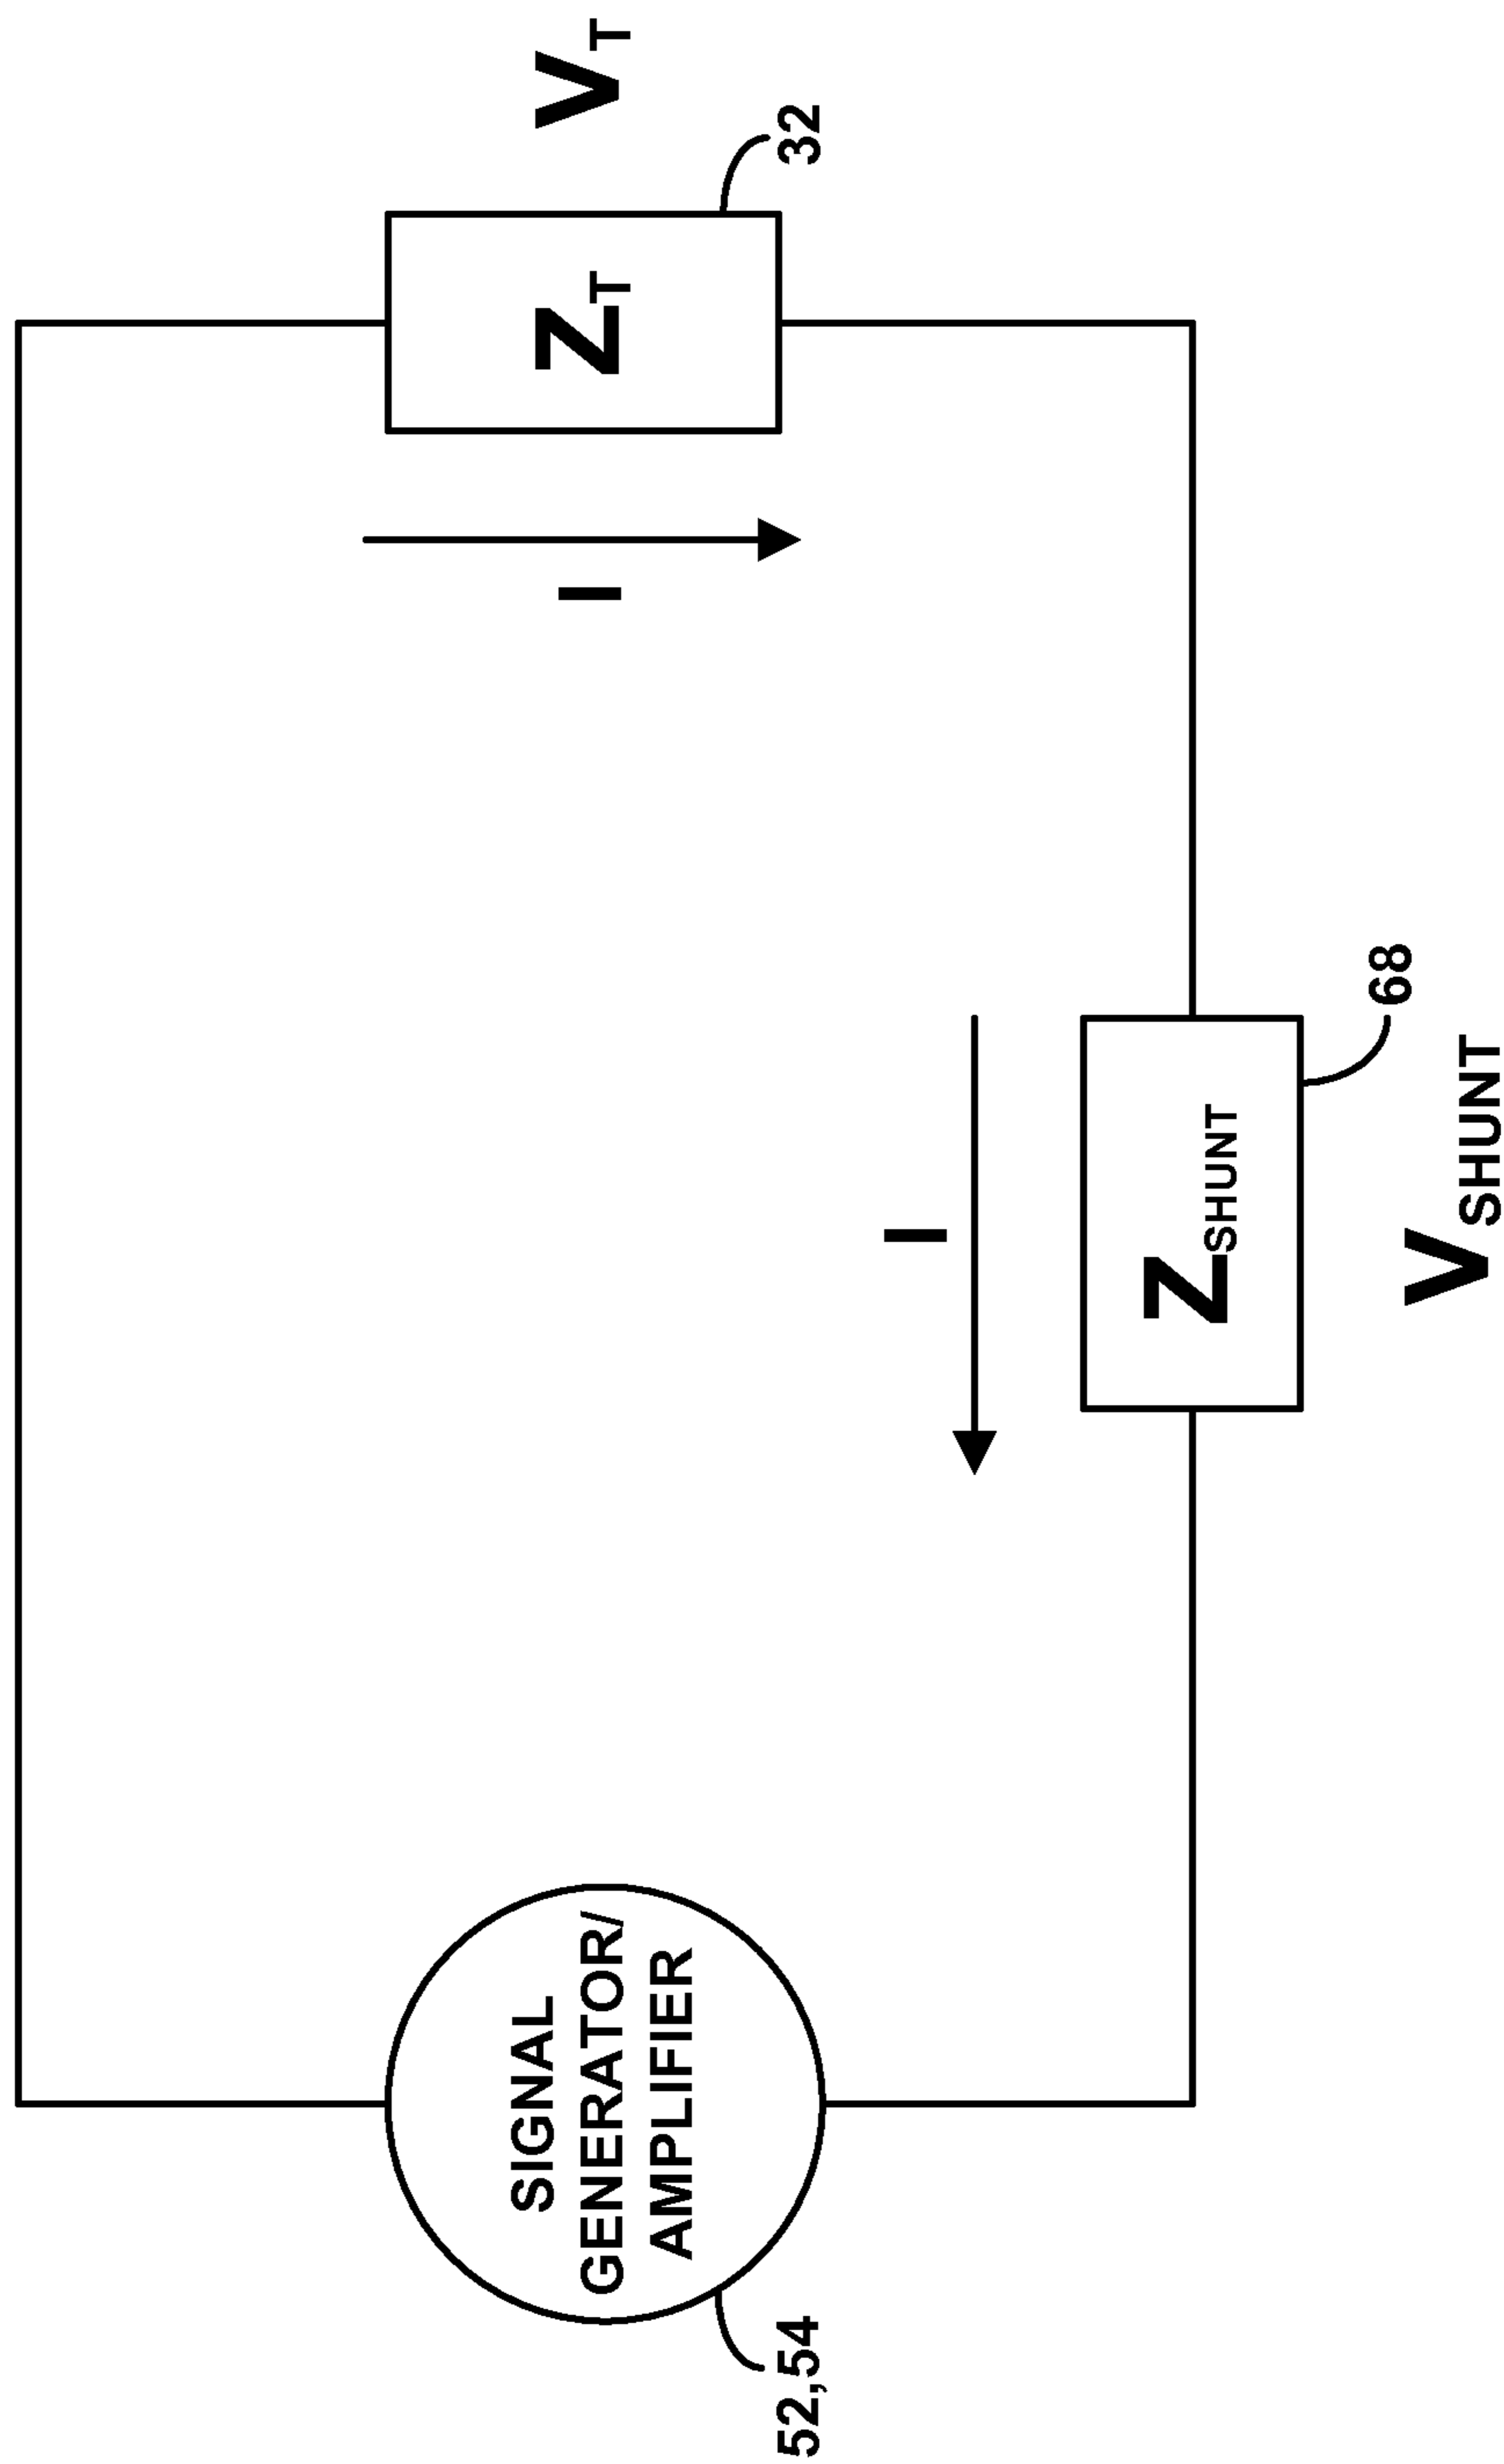 SIGNAL
GENERATOR/
AMPLIFIER
52,54
I
Z_T
V_T
32
I
Z_SHUNT
68
V_SHUNT